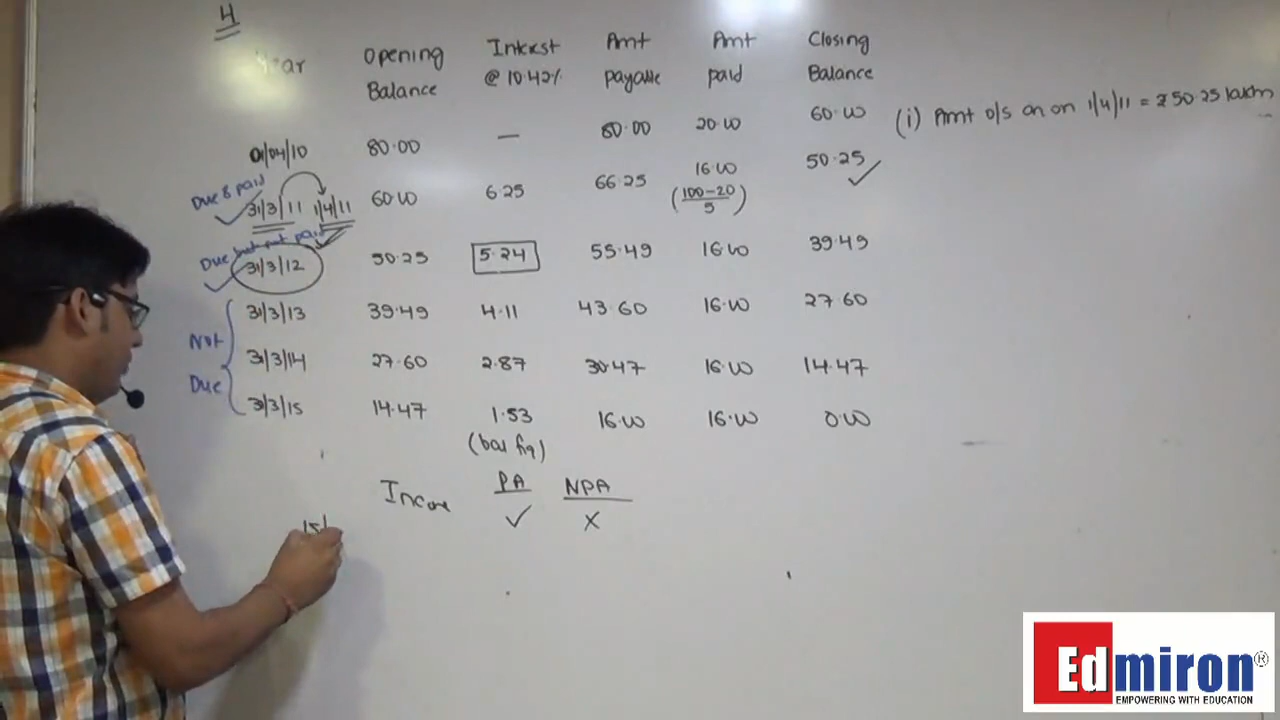 4
Year Opening Balance Interest @ 10.42% Amt payable Amt paid Closing Balance
(i) Amt o/s on on 1/4/11 = ₹50.25 lakhs
01/04/10 80.00 — 80.00 20.00 60.00
Due & paid 31/3/11 1/4/11 60.00 6.25 66.25 16.00 50.25 ✓
(100-20)
5
Due but not paid
31/3/12 50.25 5.24 55.49 16.00 39.49
Not Due
31/3/13 39.49 4.11 43.60 16.00 27.60
31/3/14 27.60 2.87 30.47 16.00 14.47
31/3/15 14.47 1.53 16.00 16.00 0.00
(bal fig)
PA NPA
Income ✓ X
15/
Edmiron®
EMPOWERING WITH EDUCATION